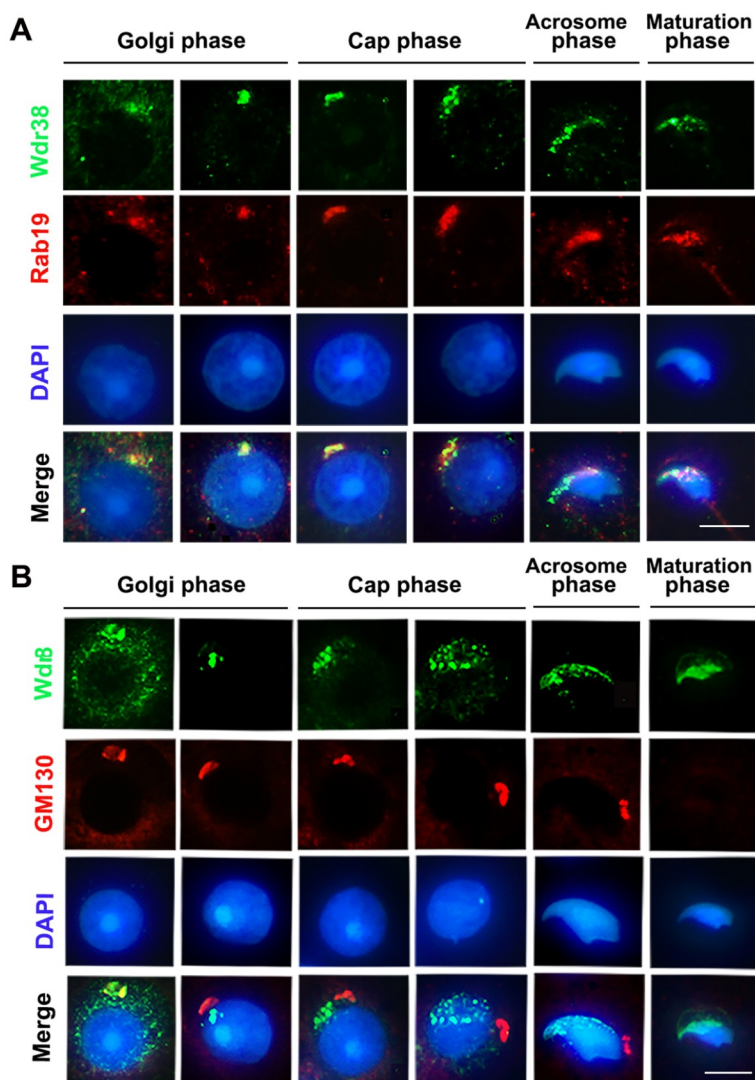 A
Golgi phase Cap phase Acrosome phase Maturation phase
Wdr38
Rab19
DAPI
Merge
B
Golgi phase Cap phase Acrosome phase Maturation phase
Wdr8
GM130
DAPI
Merge